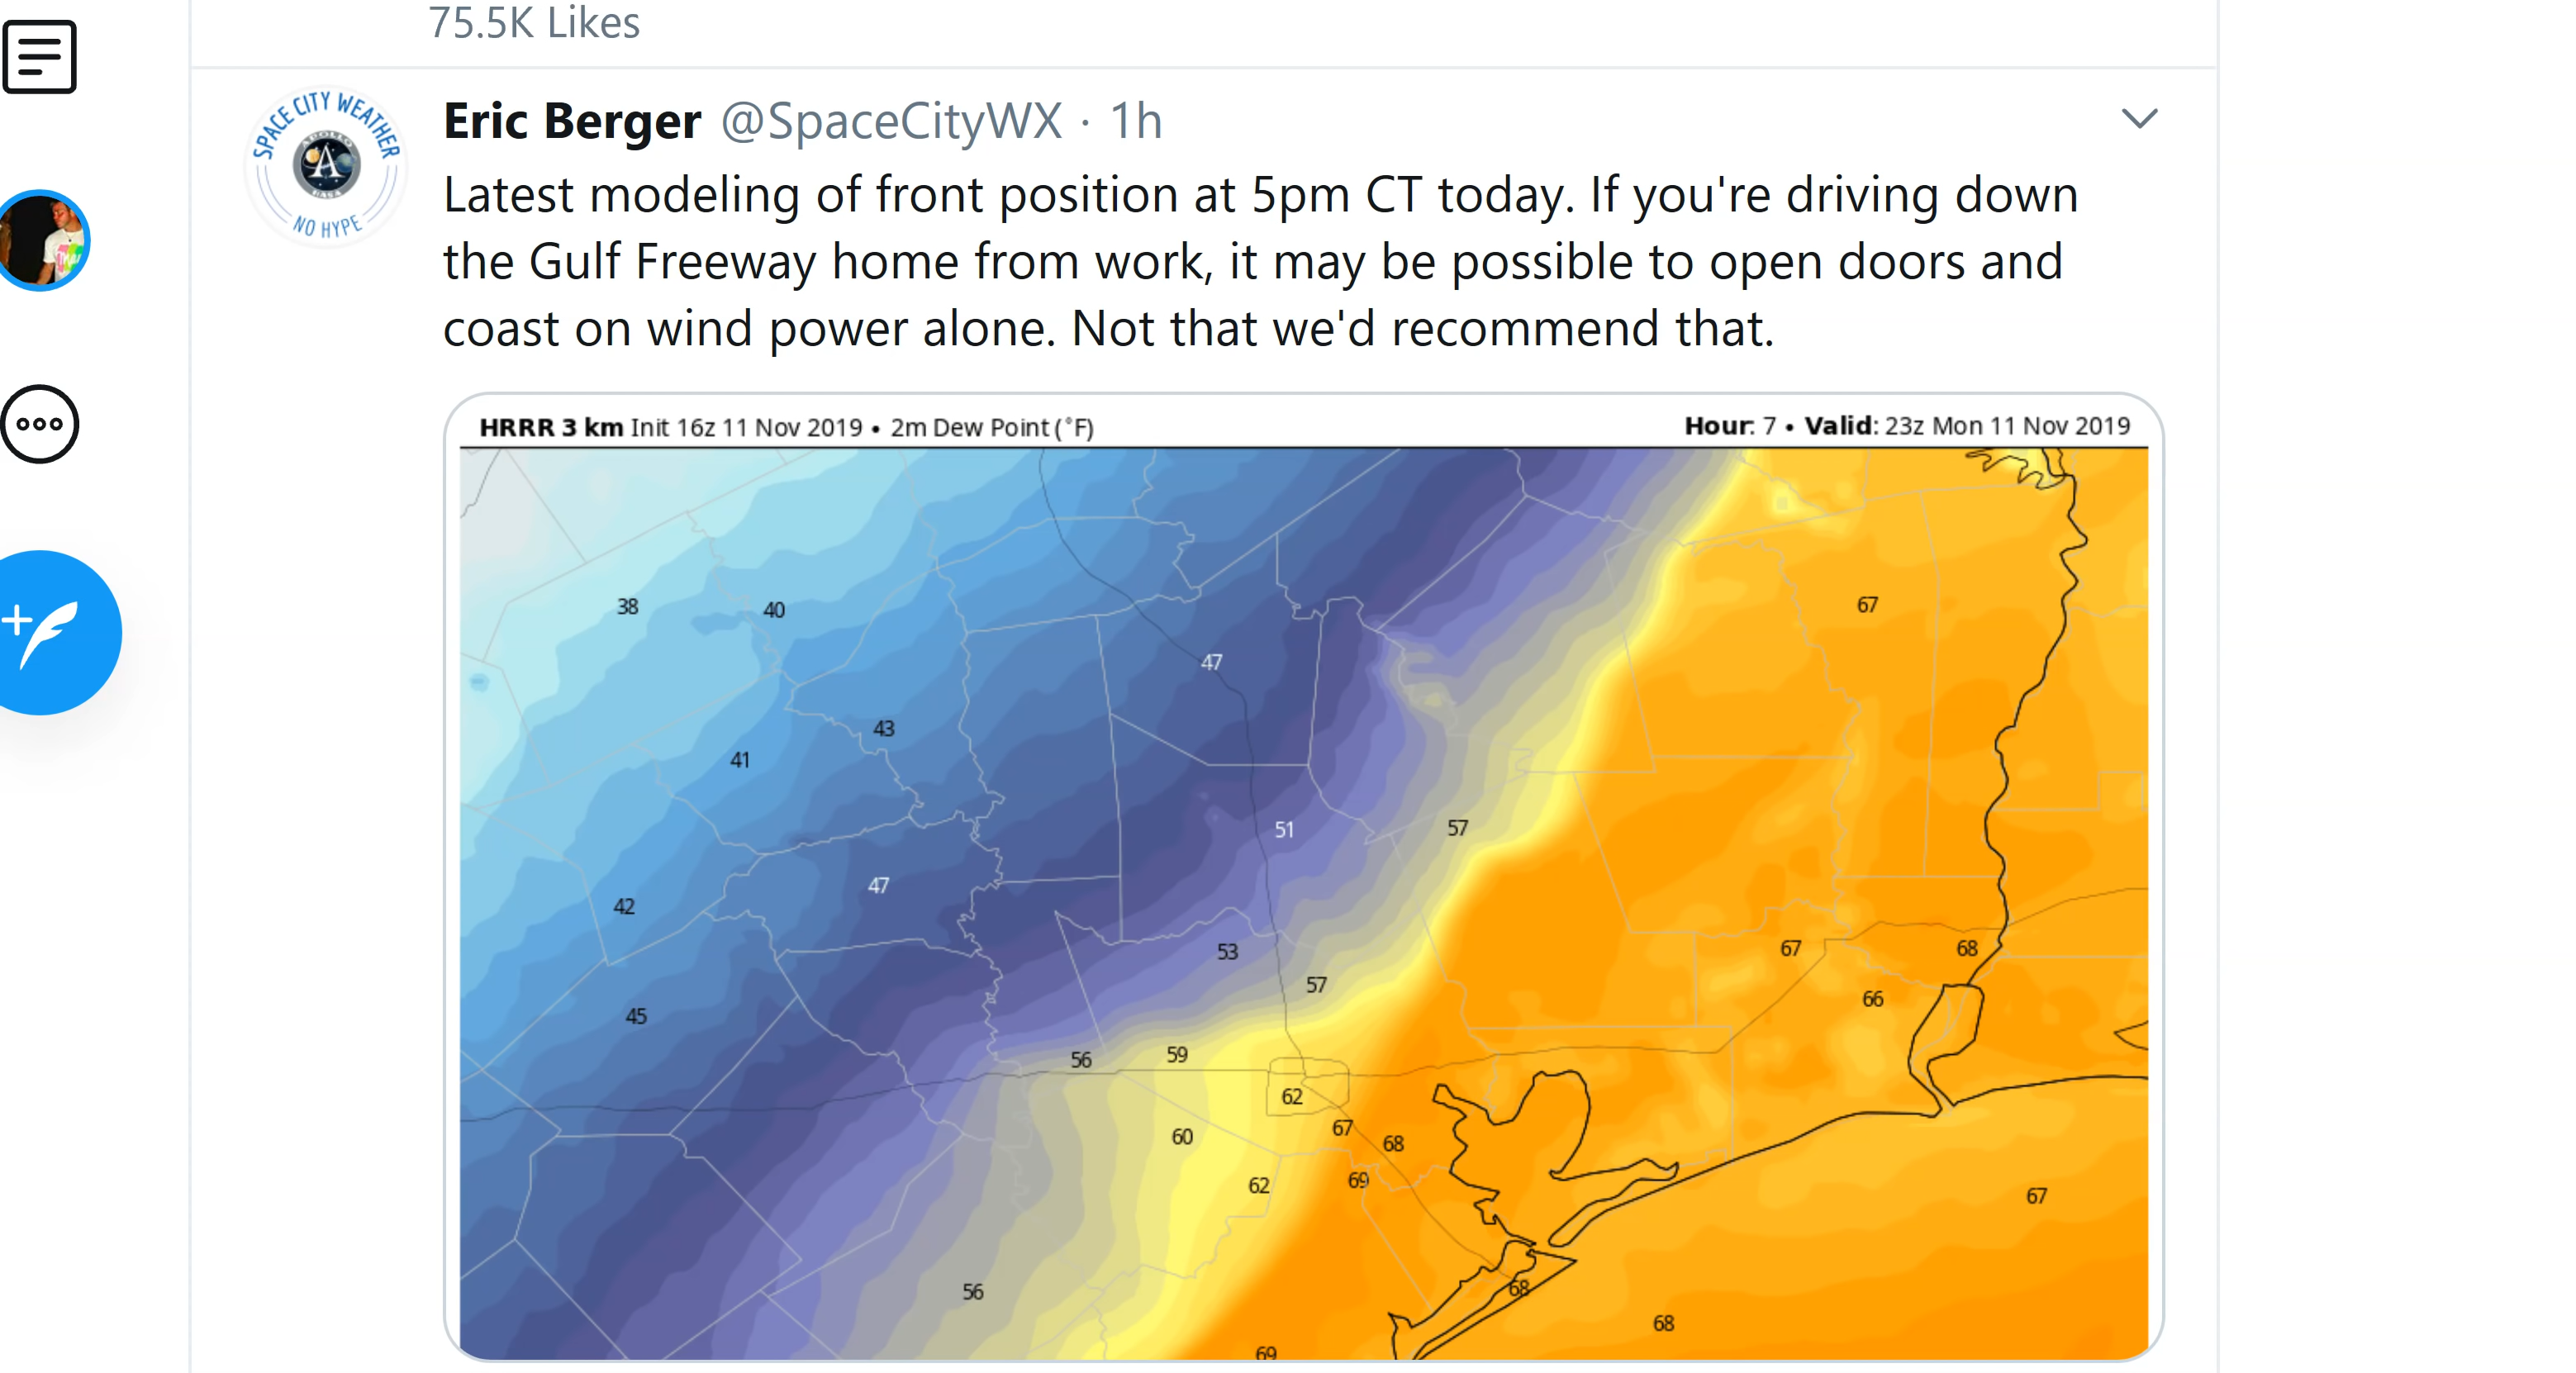 75.5K Likes
SPACE CITY WEATHER
A
NO HYPE
Eric Berger @SpaceCityWX · 1h
Latest modeling of front position at 5pm CT today. If you're driving down
the Gulf Freeway home from work, it may be possible to open doors and
coast on wind power alone. Not that we'd recommend that.
HRRR 3 km Init 16z 11 Nov 2019 • 2m Dew Point (°F)
Hour: 7 • Valid: 23z Mon 11 Nov 2019
38
40
67
47
43
41
51
57
47
42
53
67
68
57
66
45
56
59
62
60
67
68
62
69
67
56
68
68
69